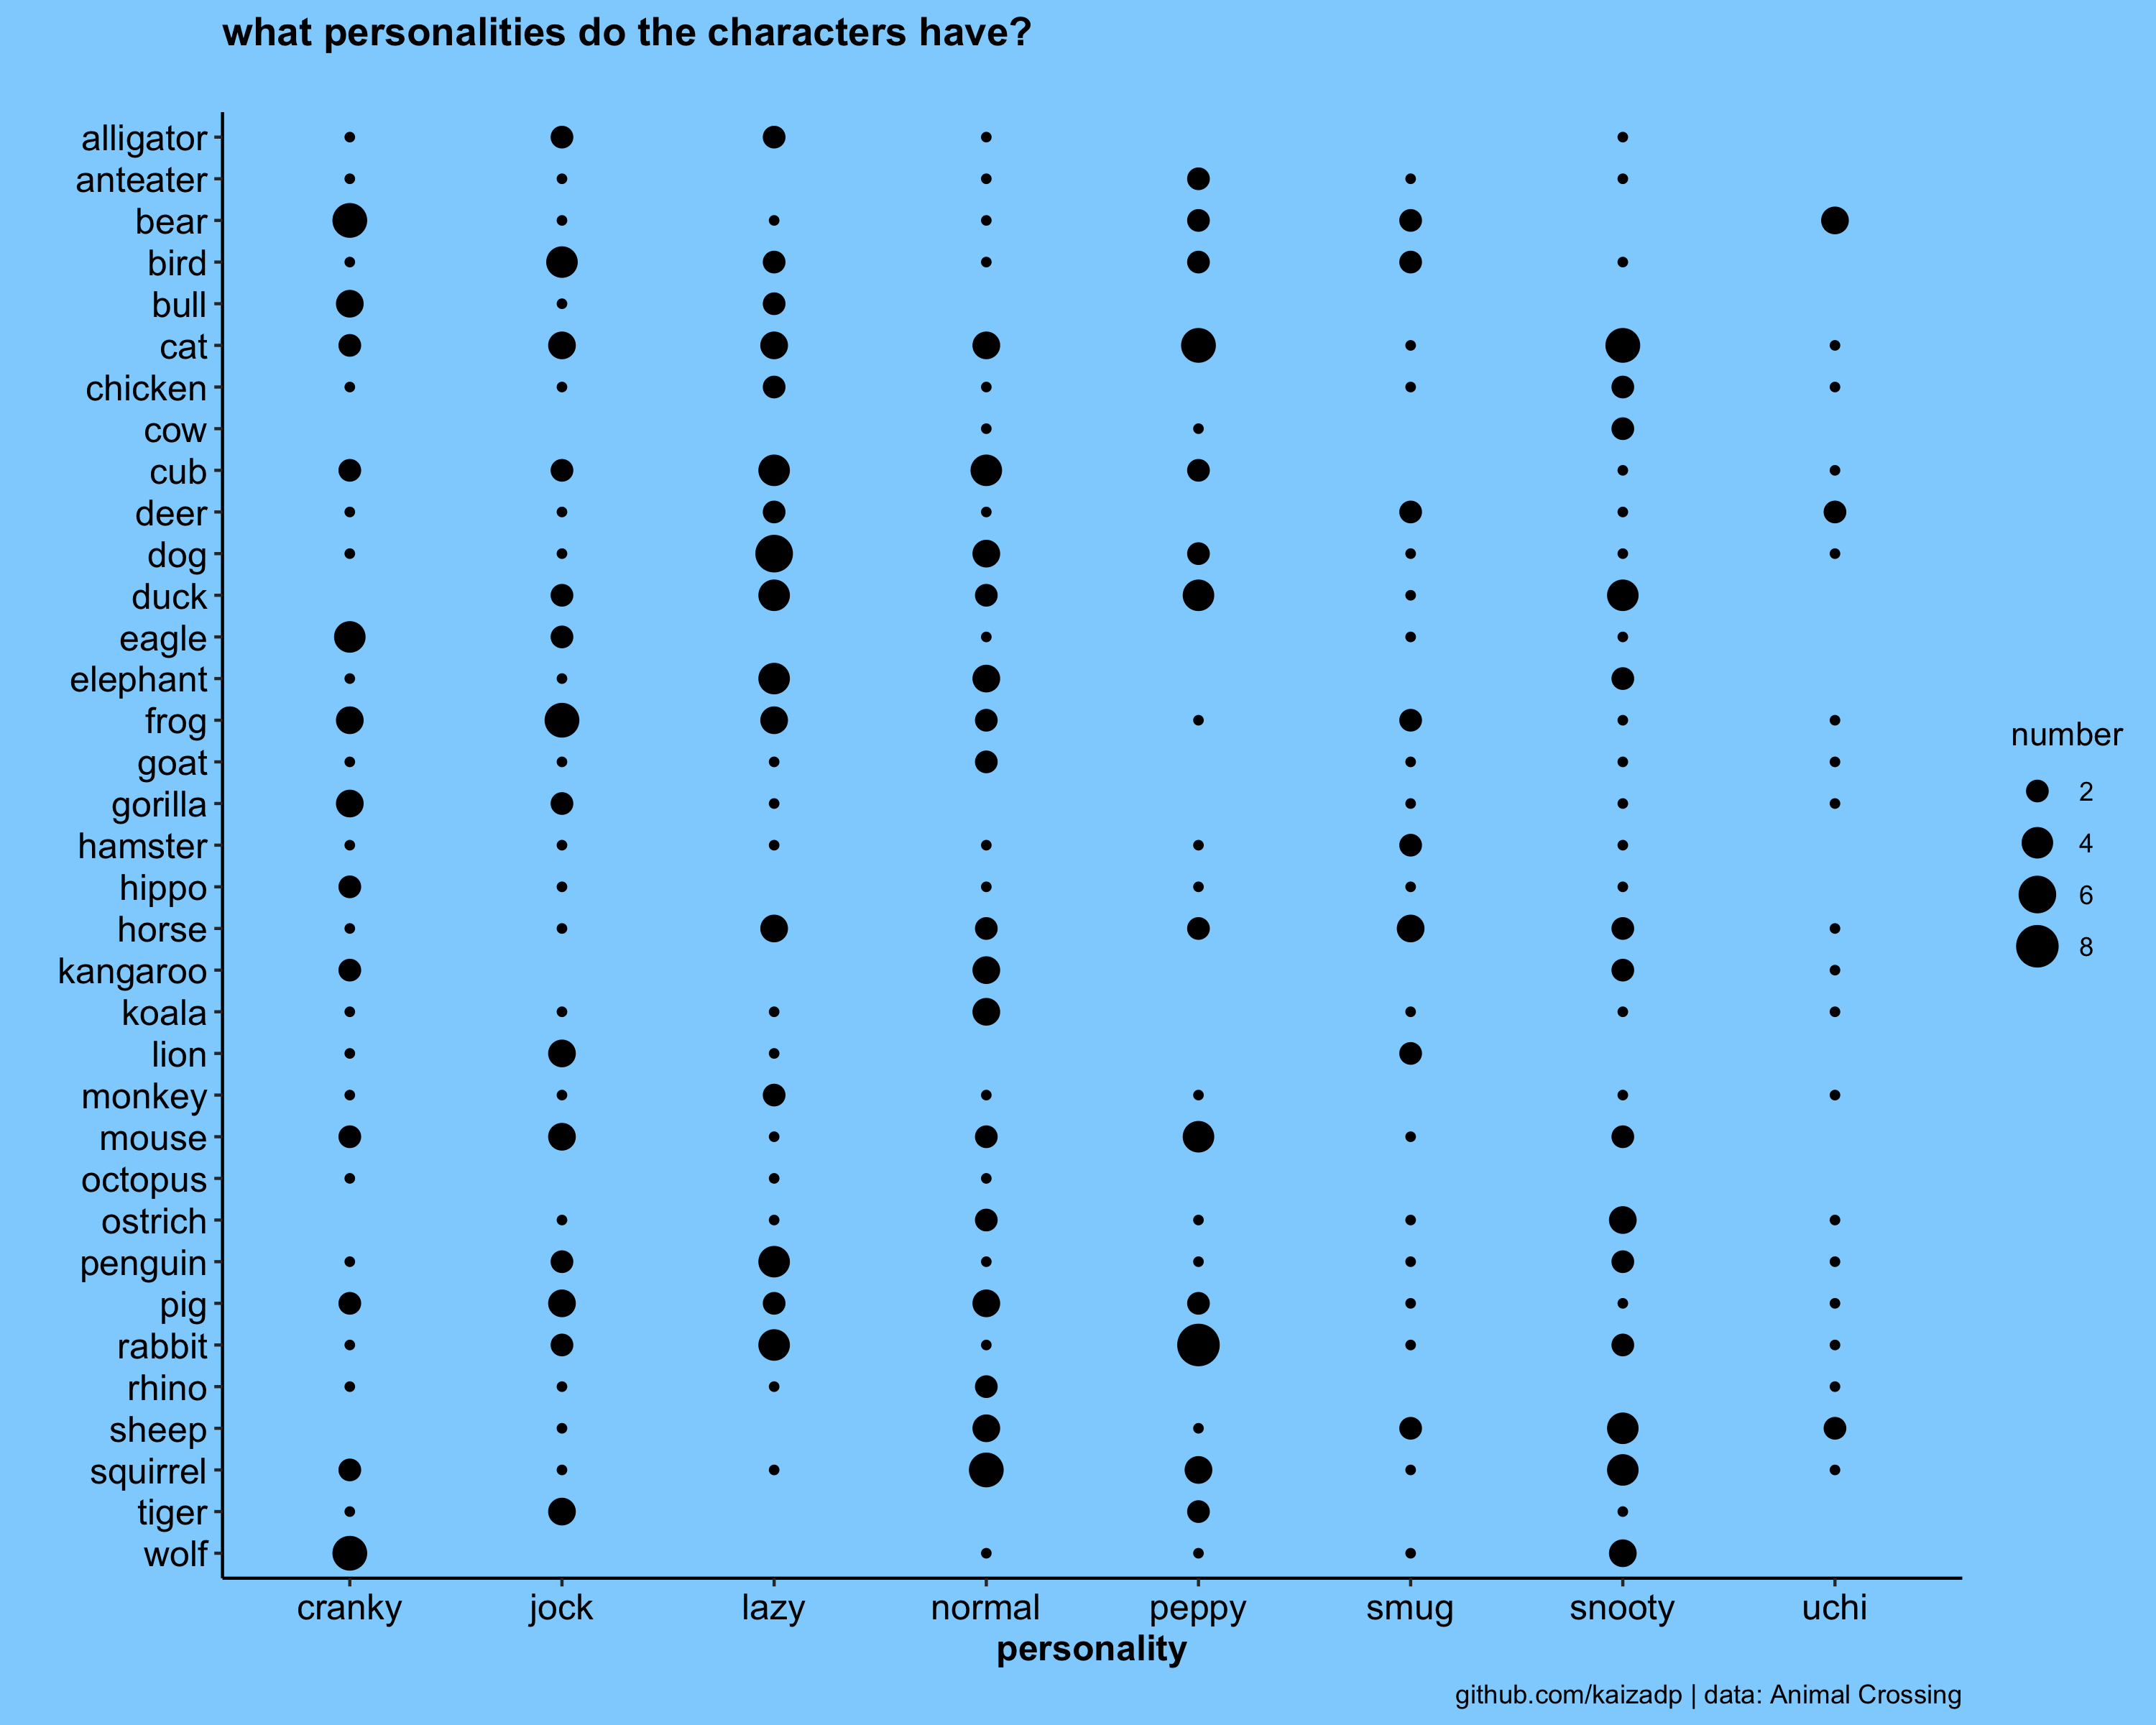 what personalities do the characters have?
alligator
anteater
bear
bird
bull
cat
chicken
cow
cub
deer
dog
duck
eagle
elephant
frog
goat
gorilla
hamster
hippo
horse
kangaroo
koala
lion
monkey
mouse
octopus
ostrich
penguin
pig
rabbit
rhino
sheep
squirrel
tiger
wolf
cranky jock lazy normal peppy smug snooty uchi
personality
number
2
4
6
8
github.com/kaizadp | data: Animal Crossing